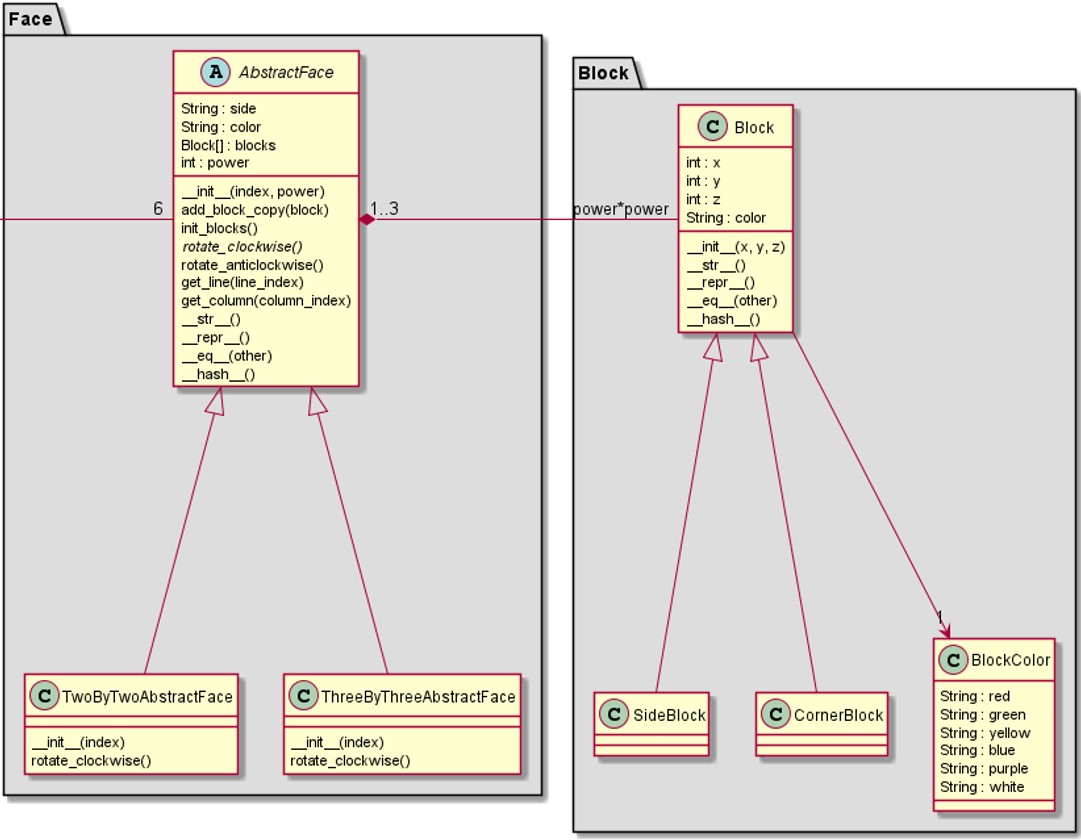 Face
A AbstractFace
String : side
String : color
Block[] : blocks
int : power
__init__(index, power)
add_block_copy(block)
init_blocks()
rotate_clockwise()
rotate_anticlockwise()
get_line(line_index)
get_column(column_index)
__str__()
__repr__()
__eq__(other)
__hash__()
6
1..3
C TwoByTwoAbstractFace
__init__(index)
rotate_clockwise()
C ThreeByThreeAbstractFace
__init__(index)
rotate_clockwise()
Block
power*power
C Block
int : x
int : y
int : z
String : color
__init__(x, y, z)
__str__()
__repr__()
__eq__(other)
__hash__()
1
C SideBlock
C CornerBlock
C BlockColor
String : red
String : green
String : yellow
String : blue
String : purple
String : white